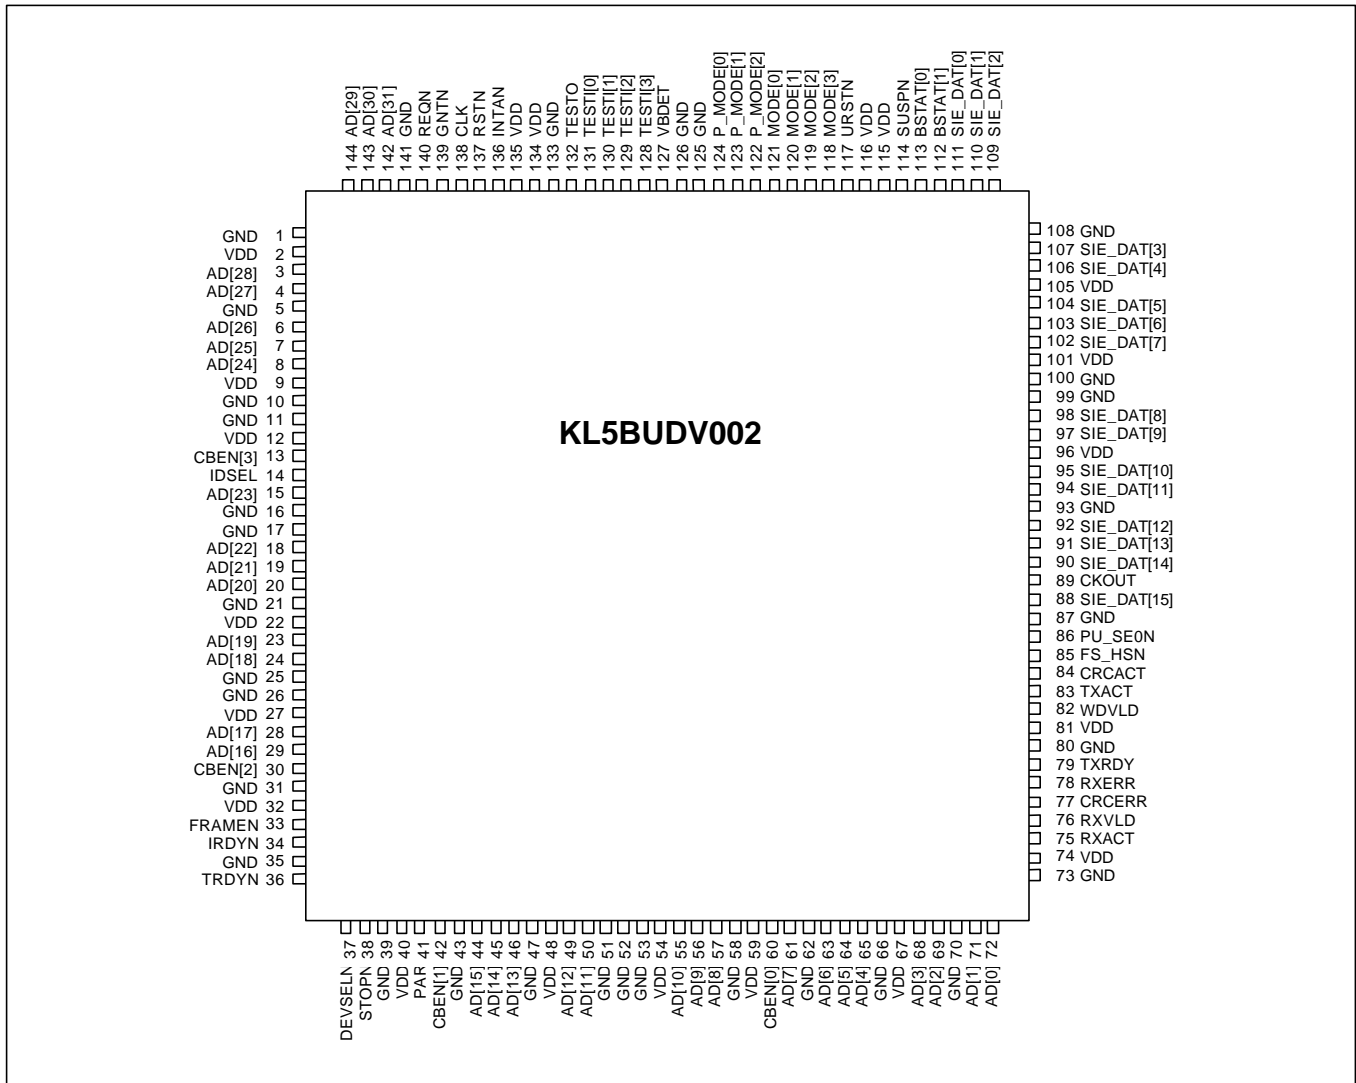 144 AD[29]
143 AD[30]
142 AD[31]
141 GND
140 REQN
139 GNTN
138 CLK
137 RSTN
136 INTAN
135 VDD
134 VDD
133 GND
132 TESTO
131 TESTI[0]
130 TESTI[1]
129 TESTI[2]
128 TESTI[3]
127 VBDET
126 GND
125 GND
124 P_MODE[0]
123 P_MODE[1]
122 P_MODE[2]
121 MODE[0]
120 MODE[1]
119 MODE[2]
118 MODE[3]
117 URSTN
116 VDD
115 VDD
114 SUSPN
113 BSTAT[0]
112 BSTAT[1]
111 SIE_DAT[0]
110 SIE_DAT[1]
109 SIE_DAT[2]
GND 1
VDD 2
AD[28] 3
AD[27] 4
GND 5
AD[26] 6
AD[25] 7
AD[24] 8
VDD 9
GND 10
GND 11
VDD 12
CBEN[3] 13
IDSEL 14
AD[23] 15
GND 16
GND 17
AD[22] 18
AD[21] 19
AD[20] 20
GND 21
VDD 22
AD[19] 23
AD[18] 24
GND 25
GND 26
VDD 27
AD[17] 28
AD[16] 29
CBEN[2] 30
GND 31
VDD 32
FRAMEN 33
IRDYN 34
GND 35
TRDYN 36
KL5BUDV002
108 GND
107 SIE_DAT[3]
106 SIE_DAT[4]
105 VDD
104 SIE_DAT[5]
103 SIE_DAT[6]
102 SIE_DAT[7]
101 VDD
100 GND
99 GND
98 SIE_DAT[8]
97 SIE_DAT[9]
96 VDD
95 SIE_DAT[10]
94 SIE_DAT[11]
93 GND
92 SIE_DAT[12]
91 SIE_DAT[13]
90 SIE_DAT[14]
89 CKOUT
88 SIE_DAT[15]
87 GND
86 PU_SE0N
85 FS_HSN
84 CRCACT
83 TXACT
82 WDVLD
81 VDD
80 GND
79 TXRDY
78 RXERR
77 CRCERR
76 RXVLD
75 RXACT
74 VDD
73 GND
DEVSELN 37
STOPN 38
GND 39
VDD 40
PAR 41
CBEN[1] 42
GND 43
AD[15] 44
AD[14] 45
AD[13] 46
GND 47
VDD 48
AD[12] 49
AD[11] 50
GND 51
GND 52
GND 53
VDD 54
AD[10] 55
AD[9] 56
AD[8] 57
GND 58
VDD 59
CBEN[0] 60
AD[7] 61
GND 62
AD[6] 63
AD[5] 64
AD[4] 65
GND 66
VDD 67
AD[3] 68
AD[2] 69
GND 70
AD[1] 71
AD[0] 72